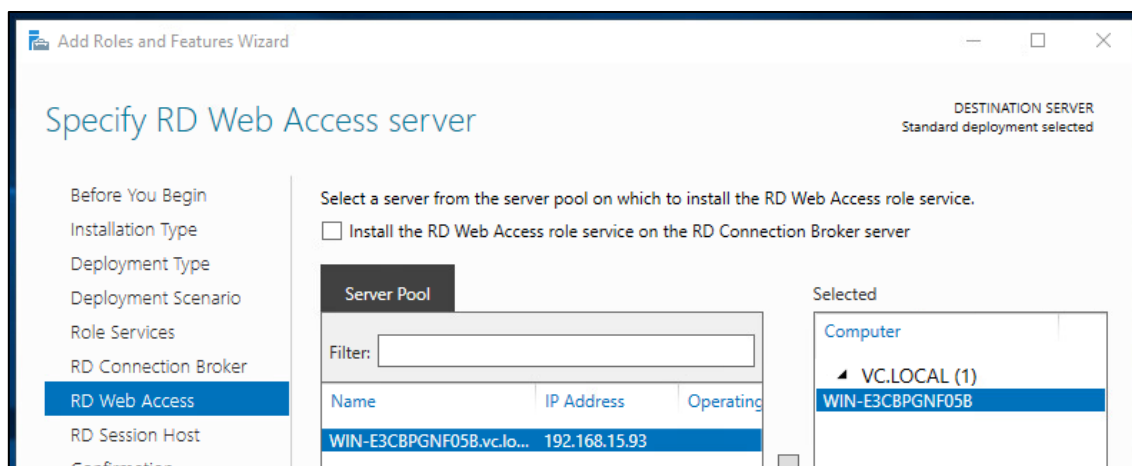 Add Roles and Features Wizard
Specify RD Web Access server
DESTINATION SERVER
Standard deployment selected
Before You Begin
Installation Type
Deployment Type
Deployment Scenario
Role Services
RD Connection Broker
RD Web Access
RD Session Host
Confirmation
Select a server from the server pool on which to install the RD Web Access role service.
Install the RD Web Access role service on the RD Connection Broker server
Server Pool
Filter:
Name IP Address Operating
WIN-E3CBPGNF05B.vc.lo... 192.168.15.93
Selected
Computer
VC.LOCAL (1)
WIN-E3CBPGNF05B